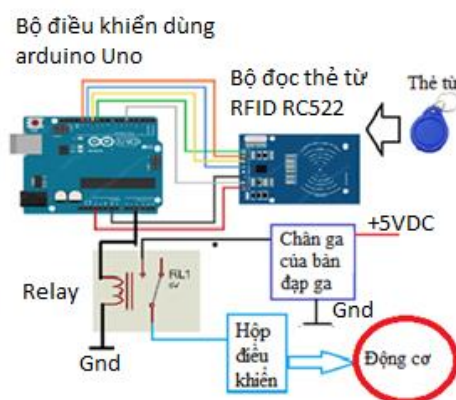 Bộ điều khiển dùng
arduino Uno
Bộ đọc thẻ từ
RFID RC522
Thẻ từ
+5VDC
Chân ga
của bàn
đạp ga
Relay
RL1
Gnd
Hộp
điều
khiển
Động cơ
Gnd